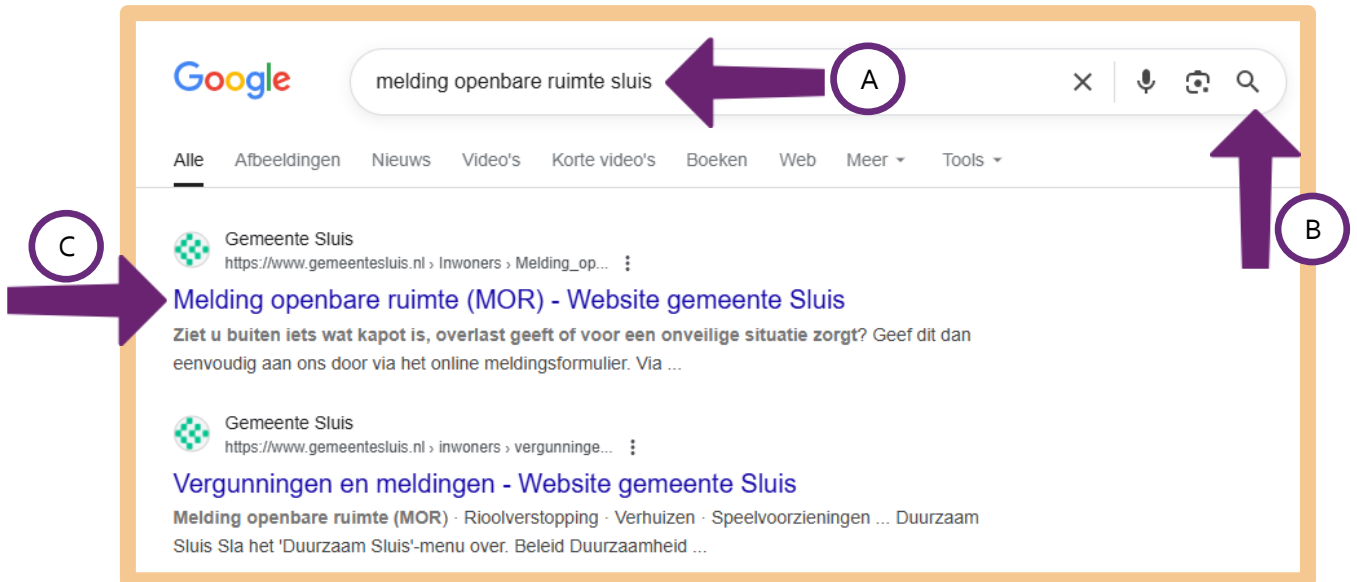 Google
melding openbare ruimte sluis
A
Alle Afbeeldingen Nieuws Video's Korte video's Boeken Web Meer Tools
B
C
Gemeente Sluis
https://www.gemeentesluis.nl › Inwoners › Melding_op...
Melding openbare ruimte (MOR) - Website gemeente Sluis
Ziet u buiten iets wat kapot is, overlast geeft of voor een onveilige situatie zorgt? Geef dit dan
eenvoudig aan ons door via het online meldingsformulier. Via ...
Gemeente Sluis
https://www.gemeentesluis.nl › inwoners › vergunninge...
Vergunningen en meldingen - Website gemeente Sluis
Melding openbare ruimte (MOR) · Rioolverstopping · Verhuizen · Speelvoorzieningen ... Duurzaam
Sluis Sla het 'Duurzaam Sluis'-menu over. Beleid Duurzaamheid ...